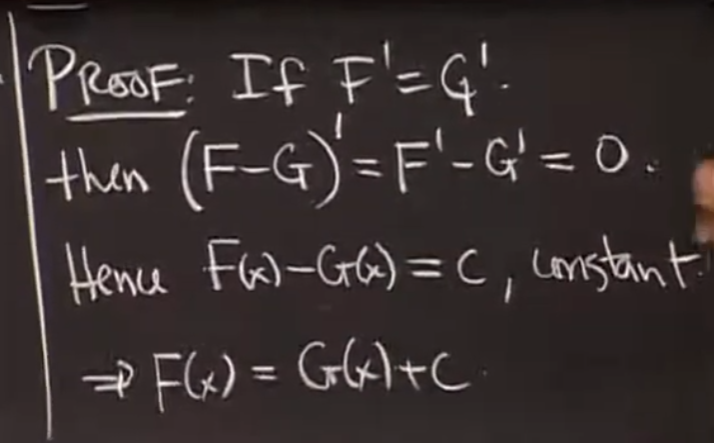 PROOF: If F' = G'.
then (F-G)' = F' - G' = 0.
Hence F(x) - G(x) = c, constant.
⇒ F(x) = G(x) + c.